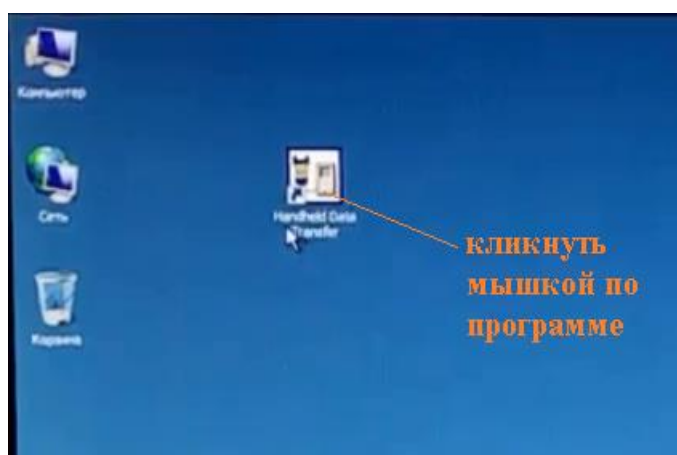 Компьютер
Сеть
Корзина
Handheld Data
Transfer
кликнуть
мышкой по
программе